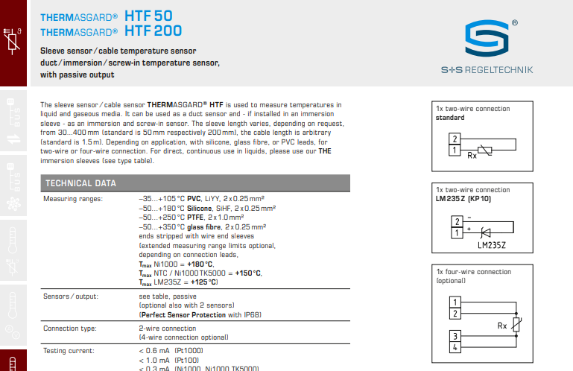 THERMASGARD® HTF 50
THERMASGARD® HTF 200
Sleeve sensor / cable temperature sensor
duct / immersion / screw-in temperature sensor,
with passive output
®
S+S REGELTECHNIK
The sleeve sensor / cable sensor THERMASGARD® HTF is used to measure temperatures in
liquid and gaseous media. It can be used as a duct sensor and - if installed in an immersion
sleeve - as an immersion and screw-in sensor. The sleeve length varies, depending on request,
from 30...400 mm (standard is 50 mm respectively 200 mm), the cable length is arbitrary
(standard is 1.5 m). Depending on application, with silicone, glass fibre, or PVC leads, for
two-wire or four-wire connection. For direct, continuous use in liquids, please use our THE
immersion sleeves (see type table).
TECHNICAL DATA
Measuring ranges:
–35...+105 °C PVC, LiYY, 2 x 0.25 mm²
–50...+180 °C Silicone, SiHF, 2 x 0.25 mm²
–50...+250 °C PTFE, 2 x 1.0 mm²
–50...+350 °C glass fibre, 2 x 0.25 mm²
ends stripped with wire end sleeves
(extended measuring range limits optional,
depending on connection leads,
Tmax Ni1000 = +180 °C,
Tmax NTC / Ni1000 TK5000 = +150 °C,
Tmax LM235Z = +125 °C)
Sensors / output:
see table, passive
(optional also with 2 sensors)
(Perfect Sensor Protection with IP68)
Connection type:
2-wire connection
(4-wire connection optional)
Testing current:
< 0.6 mA (Pt1000)
< 1.0 mA (Pt100)
< 0.3 mA (Ni1000, Ni1000 TK5000)
1x two-wire connection
standard
2
1
Rx
1x two-wire connection
LM235Z (KP10)
2 –
1 +
LM235Z
1x four-wire connection
(optional)
1
2
Rx
3
4